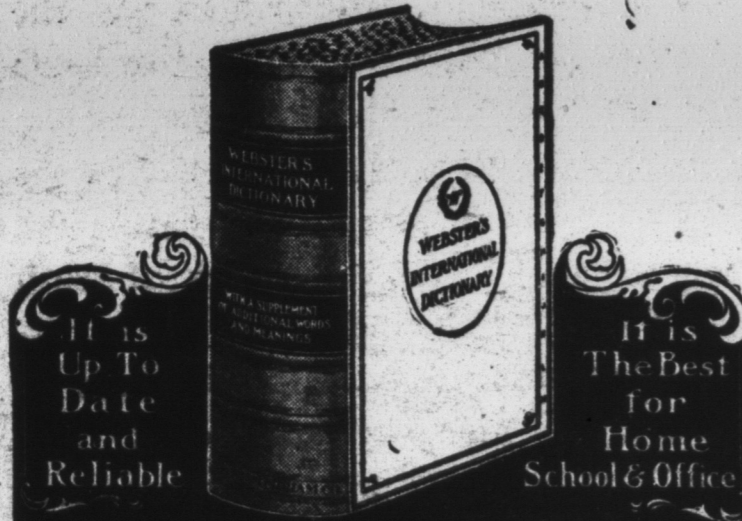 WEBSTER'S
INTERNATIONAL
DICTIONARY
WITH A SUPPLEMENT
OF ADDITIONAL WORDS
AND MEANINGS
WEBSTER'S
INTERNATIONAL
DICTIONARY
It is
Up To
Date
and
Reliable
It is
The Best
for
Home
School & Office